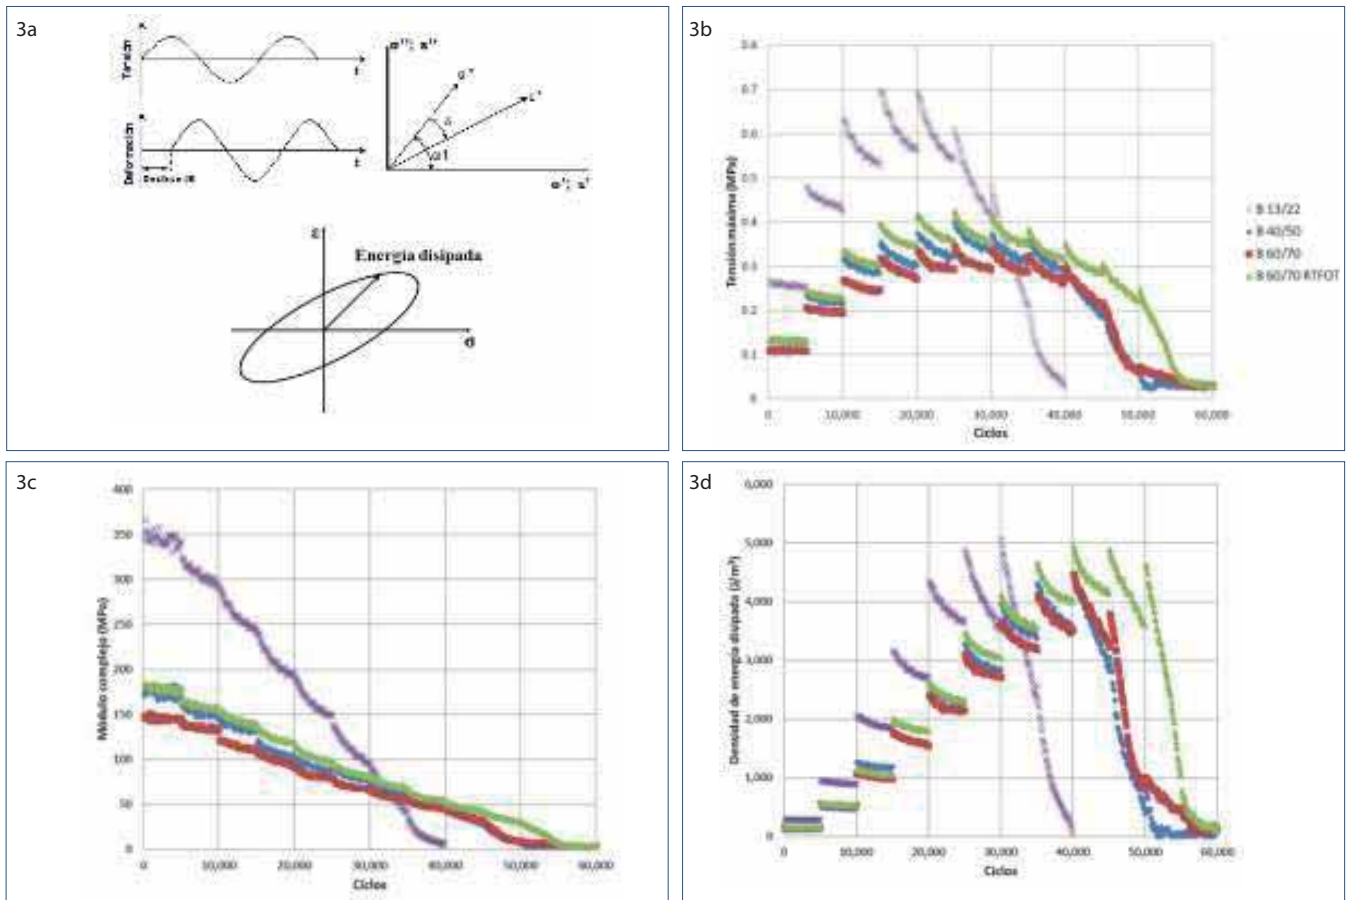 3a
Tensión
t
Deformación
t
ε
Energía disipada
σ
3b
Tensión máxima (MPa)
0.8
0.7
0.6
0.5
0.4
0.3
0.2
0.1
0
0 10,000 20,000 30,000 40,000 50,000 60,000
Ciclos
B 13/22
B 40/50
B 60/70
B 60/70 RTFOT
3c
Módulo complejo (MPa)
400
350
300
250
200
150
100
50
0
0 10,000 20,000 30,000 40,000 50,000 60,000
Ciclos
3d
Densidad de energía disipada (J/m³)
6,000
5,000
4,000
3,000
2,000
1,000
0
0 10,000 20,000 30,000 40,000 50,000 60,000
Ciclos